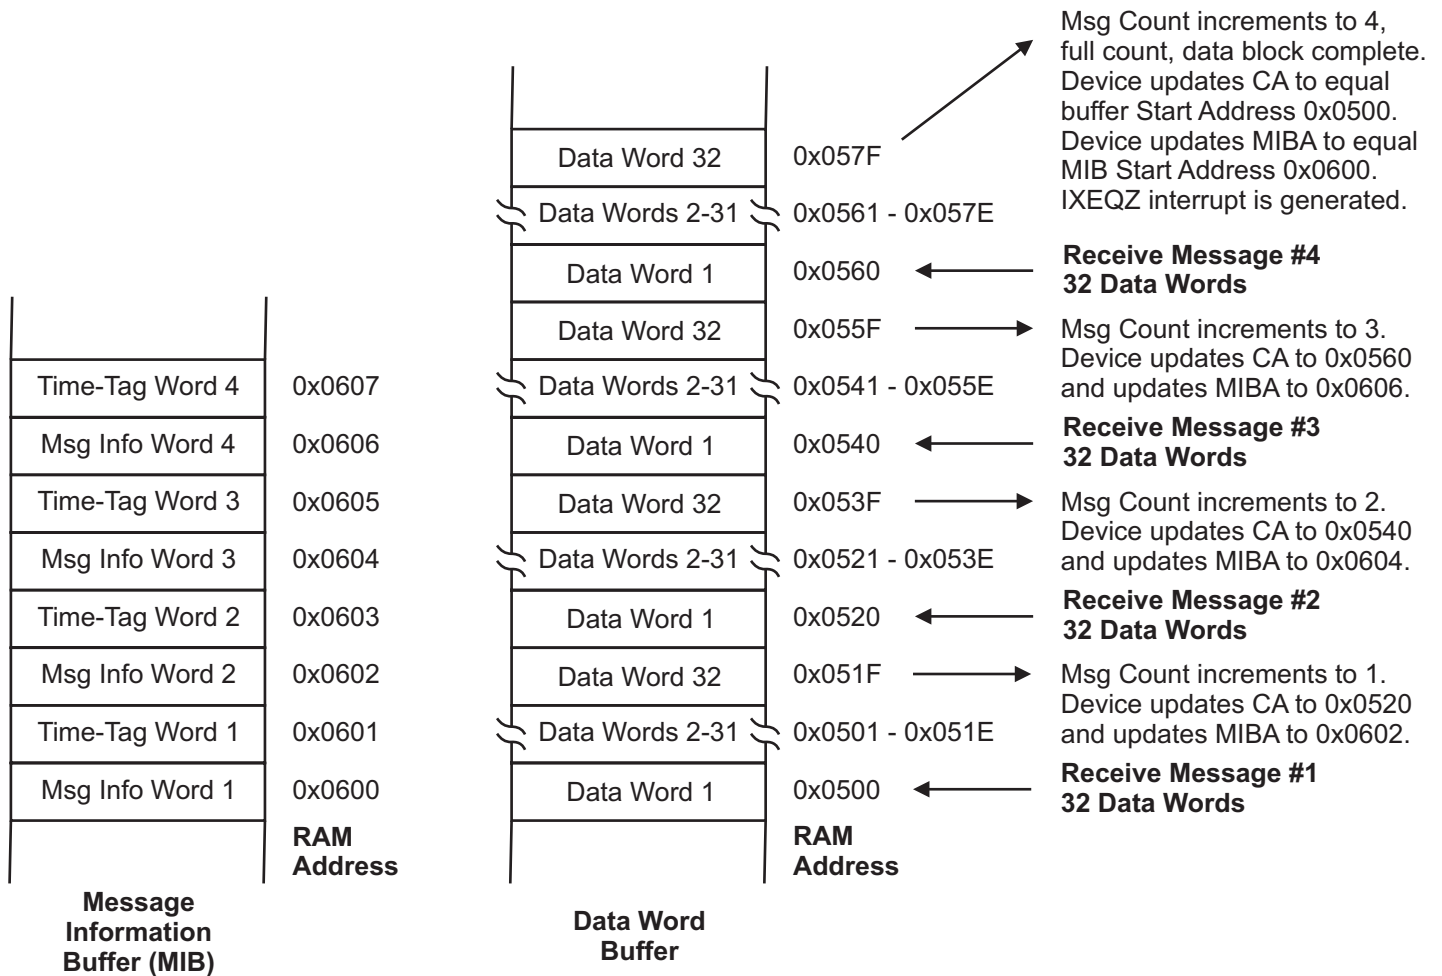 Msg Count increments to 4,
full count, data block complete.
Device updates CA to equal
buffer Start Address 0x0500.
Device updates MIBA to equal
MIB Start Address 0x0600.
IXEQZ interrupt is generated.
Data Word 32 0x057F
Data Words 2-31 0x0561 - 0x057E
Data Word 1 0x0560
Receive Message #4
32 Data Words
Data Word 32 0x055F
Msg Count increments to 3.
Device updates CA to 0x0560
and updates MIBA to 0x0606.
Data Words 2-31 0x0541 - 0x055E
Data Word 1 0x0540
Receive Message #3
32 Data Words
Data Word 32 0x053F
Msg Count increments to 2.
Device updates CA to 0x0540
and updates MIBA to 0x0604.
Data Words 2-31 0x0521 - 0x053E
Data Word 1 0x0520
Receive Message #2
32 Data Words
Data Word 32 0x051F
Msg Count increments to 1.
Device updates CA to 0x0520
and updates MIBA to 0x0602.
Data Words 2-31 0x0501 - 0x051E
Data Word 1 0x0500
Receive Message #1
32 Data Words
RAM
Address
Data Word
Buffer
Time-Tag Word 4 0x0607
Msg Info Word 4 0x0606
Time-Tag Word 3 0x0605
Msg Info Word 3 0x0604
Time-Tag Word 2 0x0603
Msg Info Word 2 0x0602
Time-Tag Word 1 0x0601
Msg Info Word 1 0x0600
RAM
Address
Message
Information
Buffer (MIB)